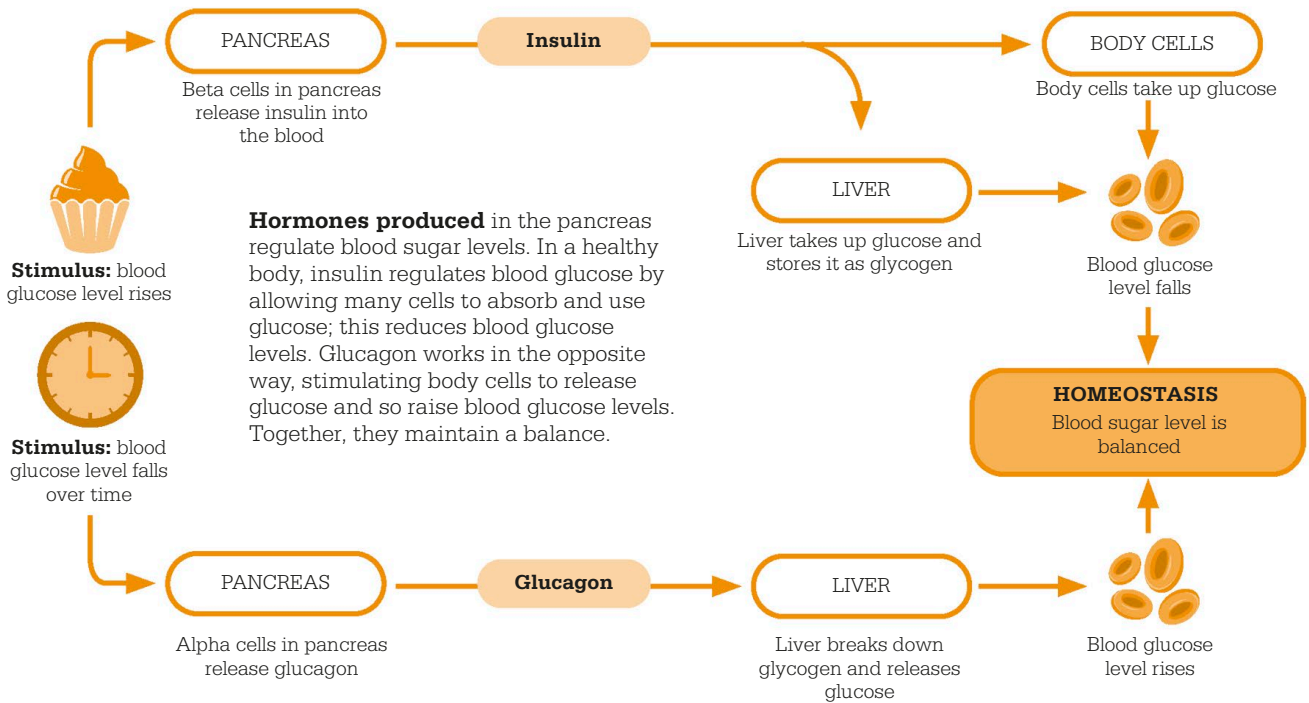 PANCREAS
Insulin
BODY CELLS
Beta cells in pancreas
release insulin into
the blood
Body cells take up glucose
LIVER
Liver takes up glucose and
stores it as glycogen
Stimulus: blood
glucose level rises
Hormones produced in the pancreas
regulate blood sugar levels. In a healthy
body, insulin regulates blood glucose by
allowing many cells to absorb and use
glucose; this reduces blood glucose
levels. Glucagon works in the opposite
way, stimulating body cells to release
glucose and so raise blood glucose levels.
Together, they maintain a balance.
Blood glucose
level falls
HOMEOSTASIS
Blood sugar level is
balanced
Stimulus: blood
glucose level falls
over time
PANCREAS
Glucagon
LIVER
Alpha cells in pancreas
release glucagon
Liver breaks down
glycogen and releases
glucose
Blood glucose
level rises